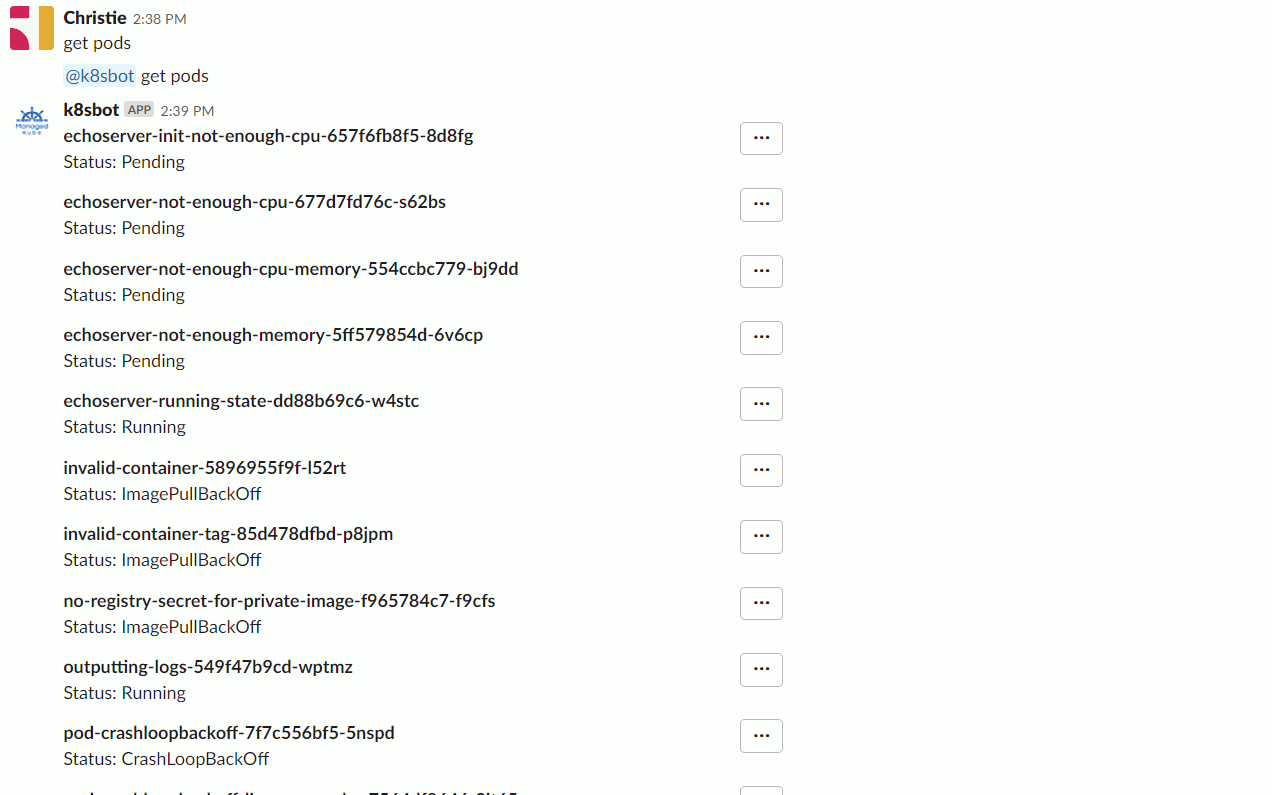 Christie 2:38 PM
get pods
@k8sbot get pods
k8sbot APP 2:39 PM
Managed
echoserver-init-not-enough-cpu-657f6fb8f5-8d8fg
Status: Pending
echoserver-not-enough-cpu-677d7fd76c-s62bs
Status: Pending
echoserver-not-enough-cpu-memory-554ccbc779-bj9dd
Status: Pending
echoserver-not-enough-memory-5ff579854d-6v6cp
Status: Pending
echoserver-running-state-dd88b69c6-w4stc
Status: Running
invalid-container-5896955f9f-l52rt
Status: ImagePullBackOff
invalid-container-tag-85d478dfbd-p8jpm
Status: ImagePullBackOff
no-registry-secret-for-private-image-f965784c7-f9cfs
Status: ImagePullBackOff
outputting-logs-549f47b9cd-wptmz
Status: Running
pod-crashloopbackoff-7f7c556bf5-5nspd
Status: CrashLoopBackOff